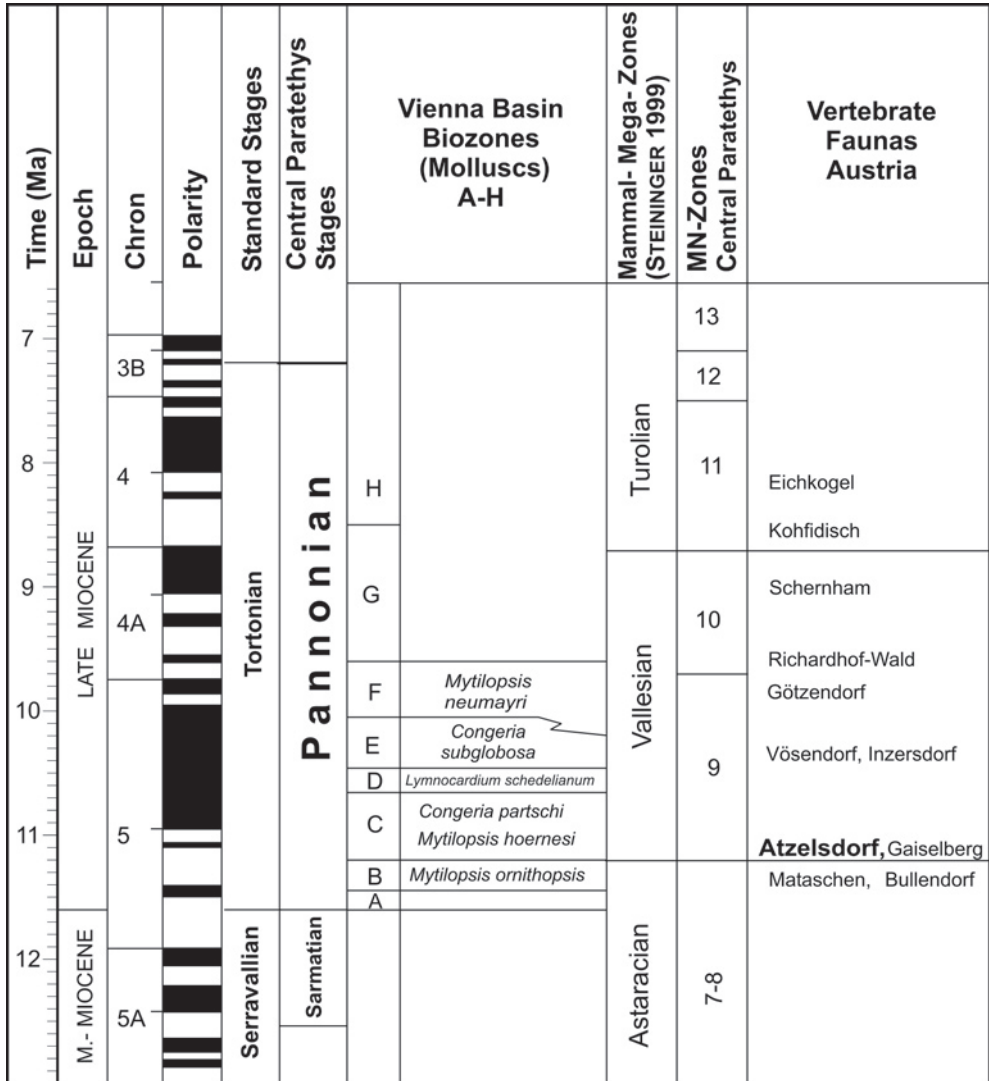 Time (Ma)
Epoch
Chron
Polarity
Standard Stages
Central Paratethys
Stages
Vienna Basin
Biozones
(Molluscs)
A-H
Mammal- Mega- Zones
(STEININGER 1999)
MN-Zones
Central Paratethys
Vertebrate
Faunas
Austria
7
8
9
10
11
12
LATE MIOCENE
M.- MIOCENE
3B
4
4A
5
5A
Tortonian
Serravallian
Pannonian
Sarmatian
H
G
F
E
D
C
B
A
Mytilopsis
neumayri
Congeria
subglobosa
Lymnocardium schedelianum
Congeria partschi
Mytilopsis hoernesi
Mytilopsis ornithopsis
Turolian
Vallesian
Astaracian
13
12
11
10
9
7-8
Eichkogel
Kohfidisch
Schernham
Richardhof-Wald
Götzendorf
Vösendorf, Inzersdorf
Atzelsdorf, Gaiselberg
Mataschen, Bullendorf